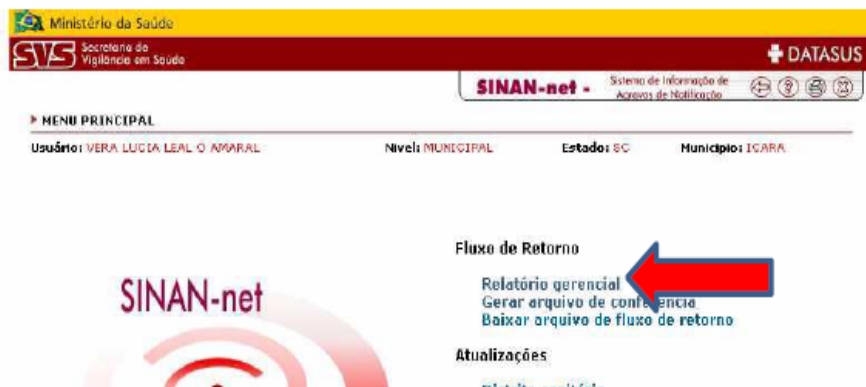 Ministério da Saúde
SVS Secretaria de Vigilância em Saúde
DATASUS
SINAN-net - Sistema de Informação de Agravos de Notificação
MENU PRINCIPAL
Usuário: VERA LUCIA LEAL O AMARAL Nível: MUNICIPAL Estado: SC Município: ICARA
Fluxo de Retorno
Relatório gerencial
Gerar arquivo de conferencia
Baixar arquivo de fluxo de retorno
SINAN-net
Atualizações